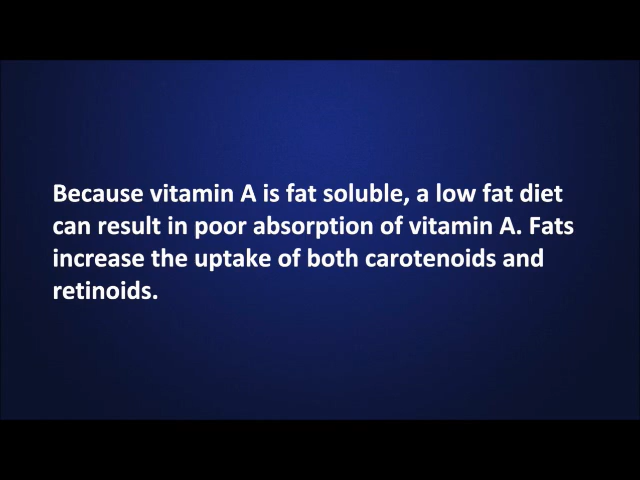 Because vitamin A is fat soluble, a low fat diet
can result in poor absorption of vitamin A. Fats
increase the uptake of both carotenoids and
retinoids.